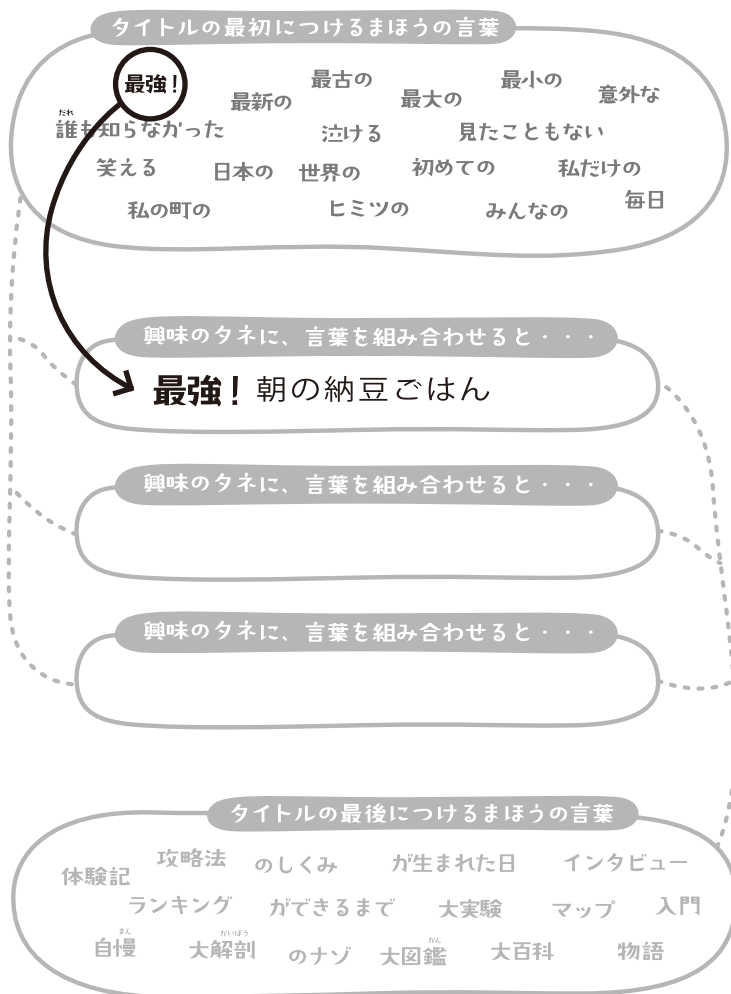 タイトルの最初につけるまほうの言葉
最強！
最新の
最古の
最大の
最小の
意外な
だれ
誰も知らなかった
泣ける
見たこともない
笑える
日本の
世界の
初めての
私だけの
私の町の
ヒミツの
みんなの
毎日
興味のタネに、言葉を組み合わせると・・・
最強！朝の納豆ごはん
興味のタネに、言葉を組み合わせると・・・
興味のタネに、言葉を組み合わせると・・・
タイトルの最後につけるまほうの言葉
体験記
攻略法
のしくみ
が生まれた日
インタビュー
ランキング
ができるまで
大実験
マップ
入門
まん
自慢
かいぼう
大解剖
のナゾ
かん
大図鑑
大百科
物語